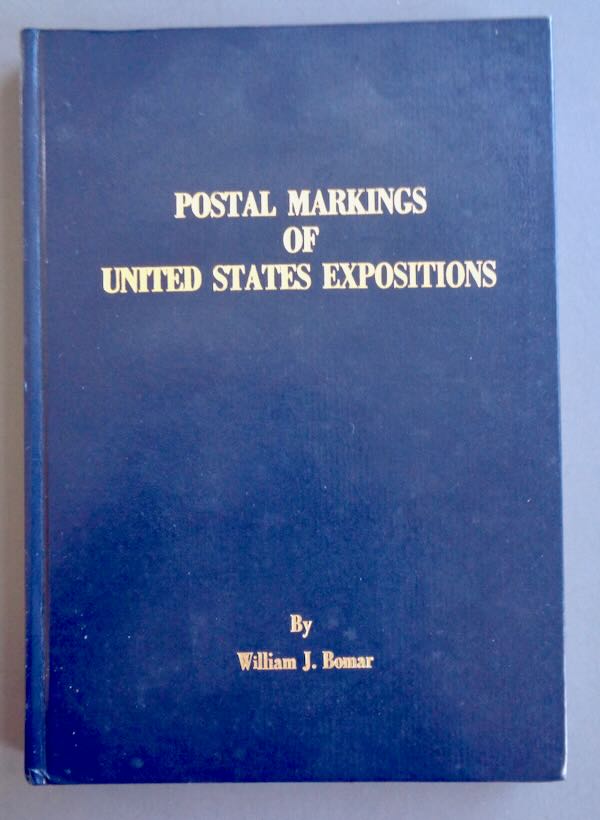 POSTAL MARKINGS
OF
UNITED STATES EXPOSITIONS
By
William J. Bomar